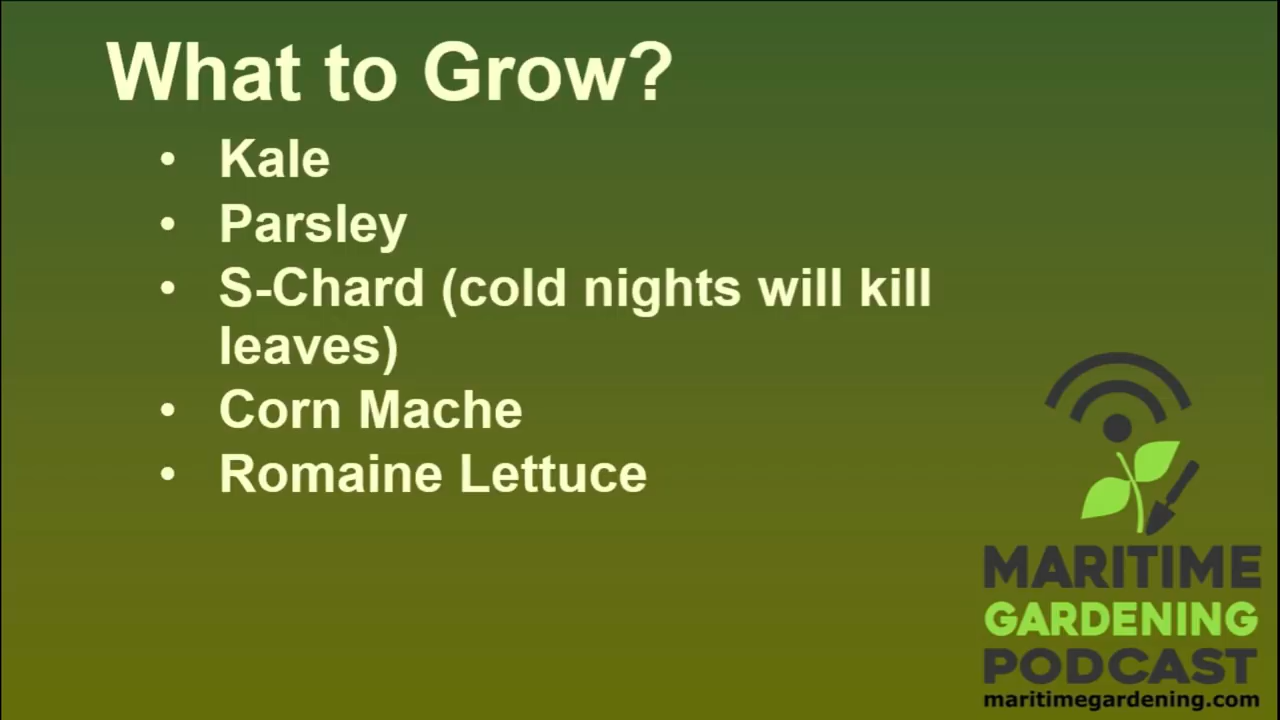 What to Grow?
• Kale
• Parsley
• S-Chard (cold nights will kill
leaves)
• Corn Mache
• Romaine Lettuce
MARITIME
GARDENING
PODCAST
maritimegardening.com